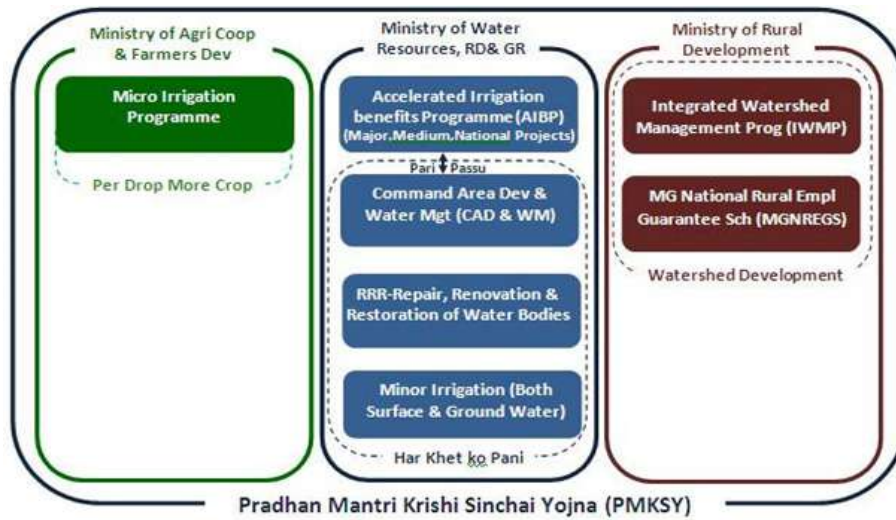 Ministry of Agri Coop
& Farmers Dev
Micro Irrigation
Programme
Per Drop More Crop
Ministry of Water
Resources, RD& GR
Accelerated Irrigation
benefits Programme(AIBP)
(Major.Medium,National Projects)
Pari Passu
Command Area Dev &
Water Mgt (CAD & WM)
RRR-Repair, Renovation &
Restoration of Water Bodies
Minor Irrigation (Both
Surface & Ground Water)
Har Khet ko Pani
Ministry of Rural
Development
Integrated Watershed
Management Prog (IWMP)
MG National Rural Empl
Guarantee Sch (MGNREGS)
Watershed Development
Pradhan Mantri Krishi Sinchai Yojna (PMKSY)